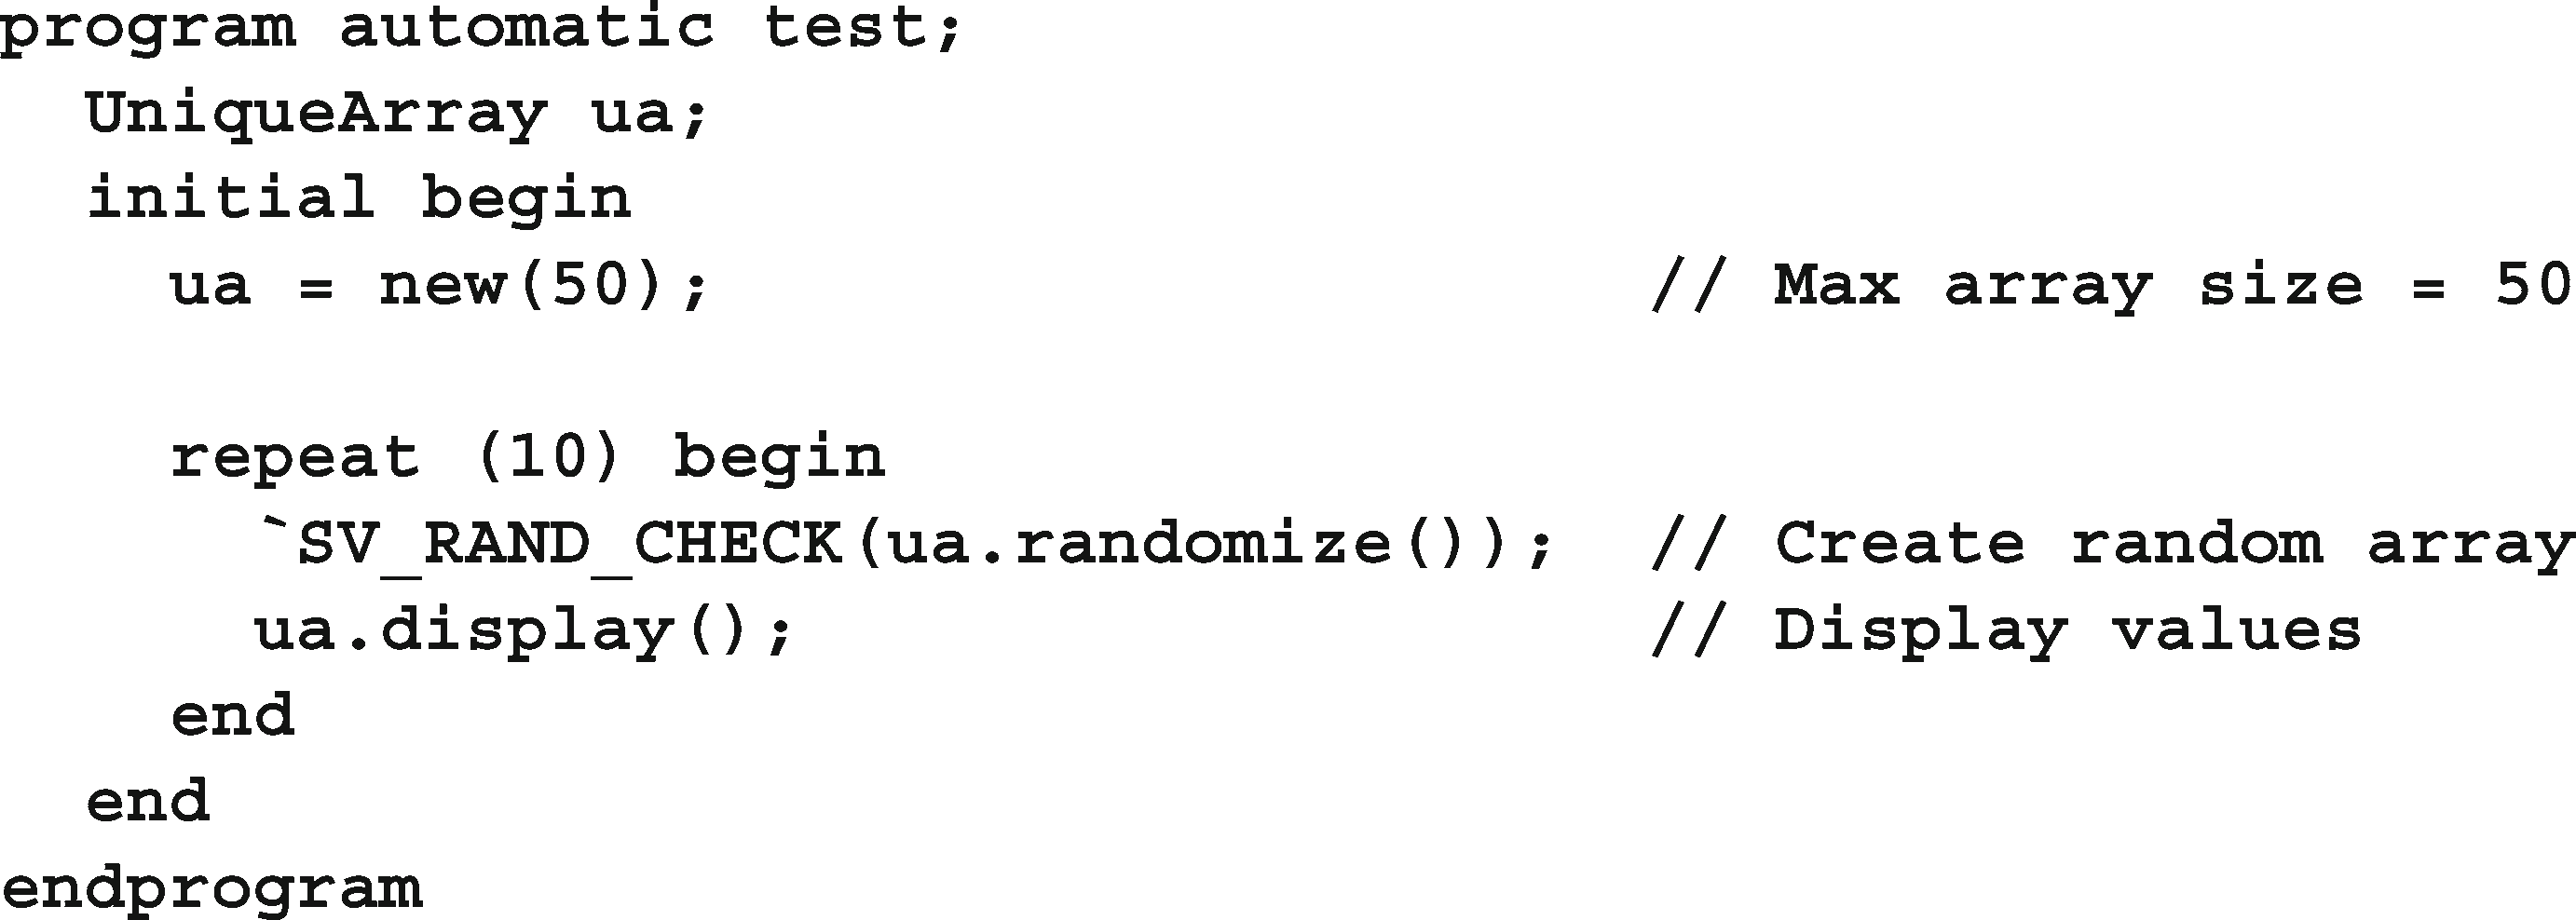 program automatic test;
  UniqueArray ua;
  initial begin
    ua = new(50);                      // Max array size = 50

    repeat (10) begin
      `SV_RAND_CHECK(ua.randomize());  // Create random array
      ua.display();                    // Display values
    end
  end
endprogram